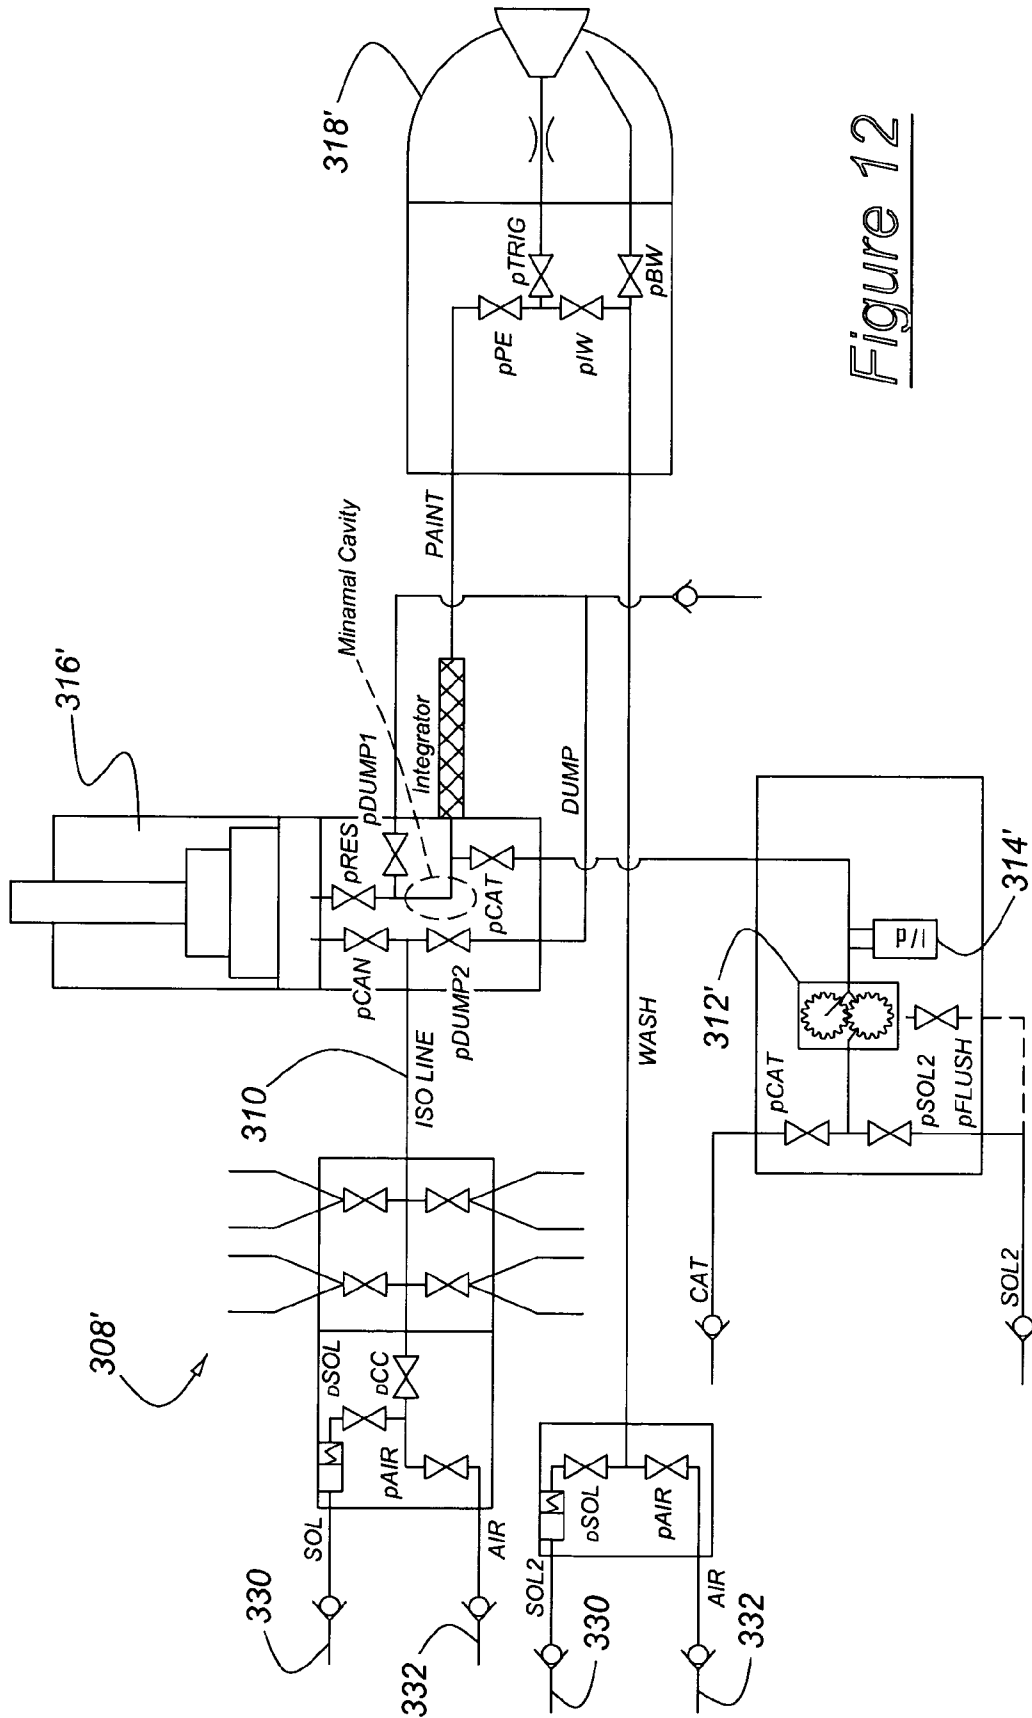 318'
316'
pRES
pDUMP1
Integrator
Minamal Cavity
PAINT
pPE
pTRIG
pIW
pBW
pCAN
pDUMP2
pCAT
DUMP
310
ISO LINE
308'
DSOL
DCC
pAIR
SOL
330
AIR
332
WASH
SOL2
330
DSOL
pAIR
AIR
332
312'
314'
pCAT
pSOL2
pFLUSH
CAT
SOL2
Figure 12